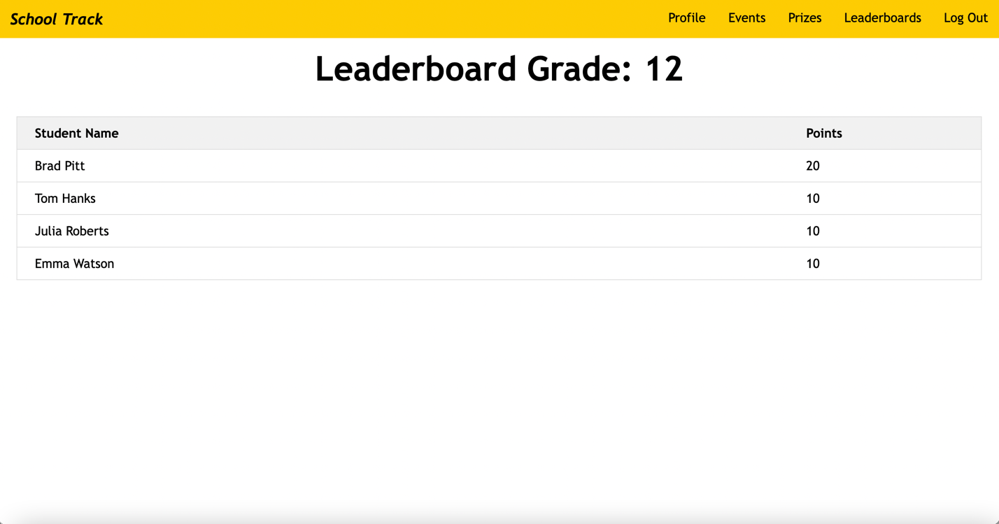 School Track Profile Events Prizes Leaderboards Log Out
Leaderboard Grade: 12
Student Name Points
Brad Pitt 20
Tom Hanks 10
Julia Roberts 10
Emma Watson 10